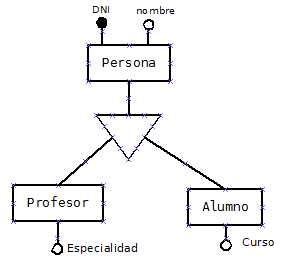 DNI
nombre
Persona
Profesor
Alumno
Especialidad
Curso